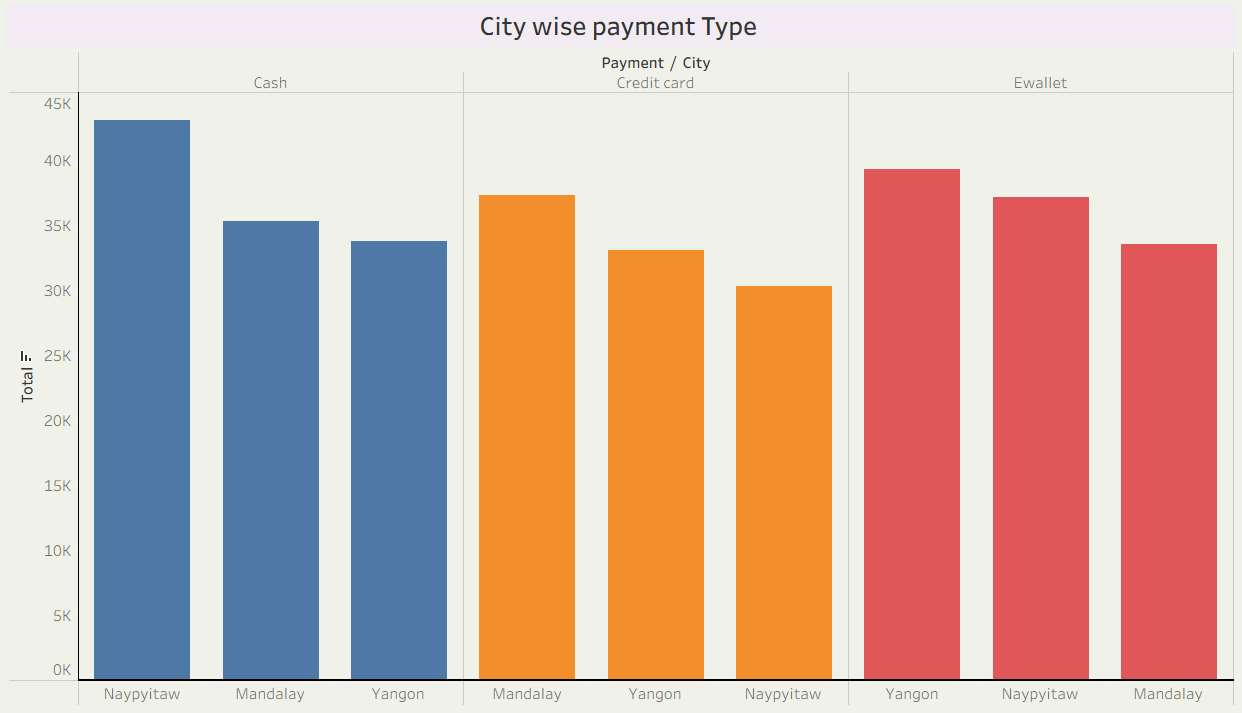 City wise payment Type
Payment / City
Cash Credit card Ewallet
45K
40K
35K
30K
25K
20K
15K
10K
5K
0K
Total
Naypyitaw Mandalay Yangon Mandalay Yangon Naypyitaw Yangon Naypyitaw Mandalay